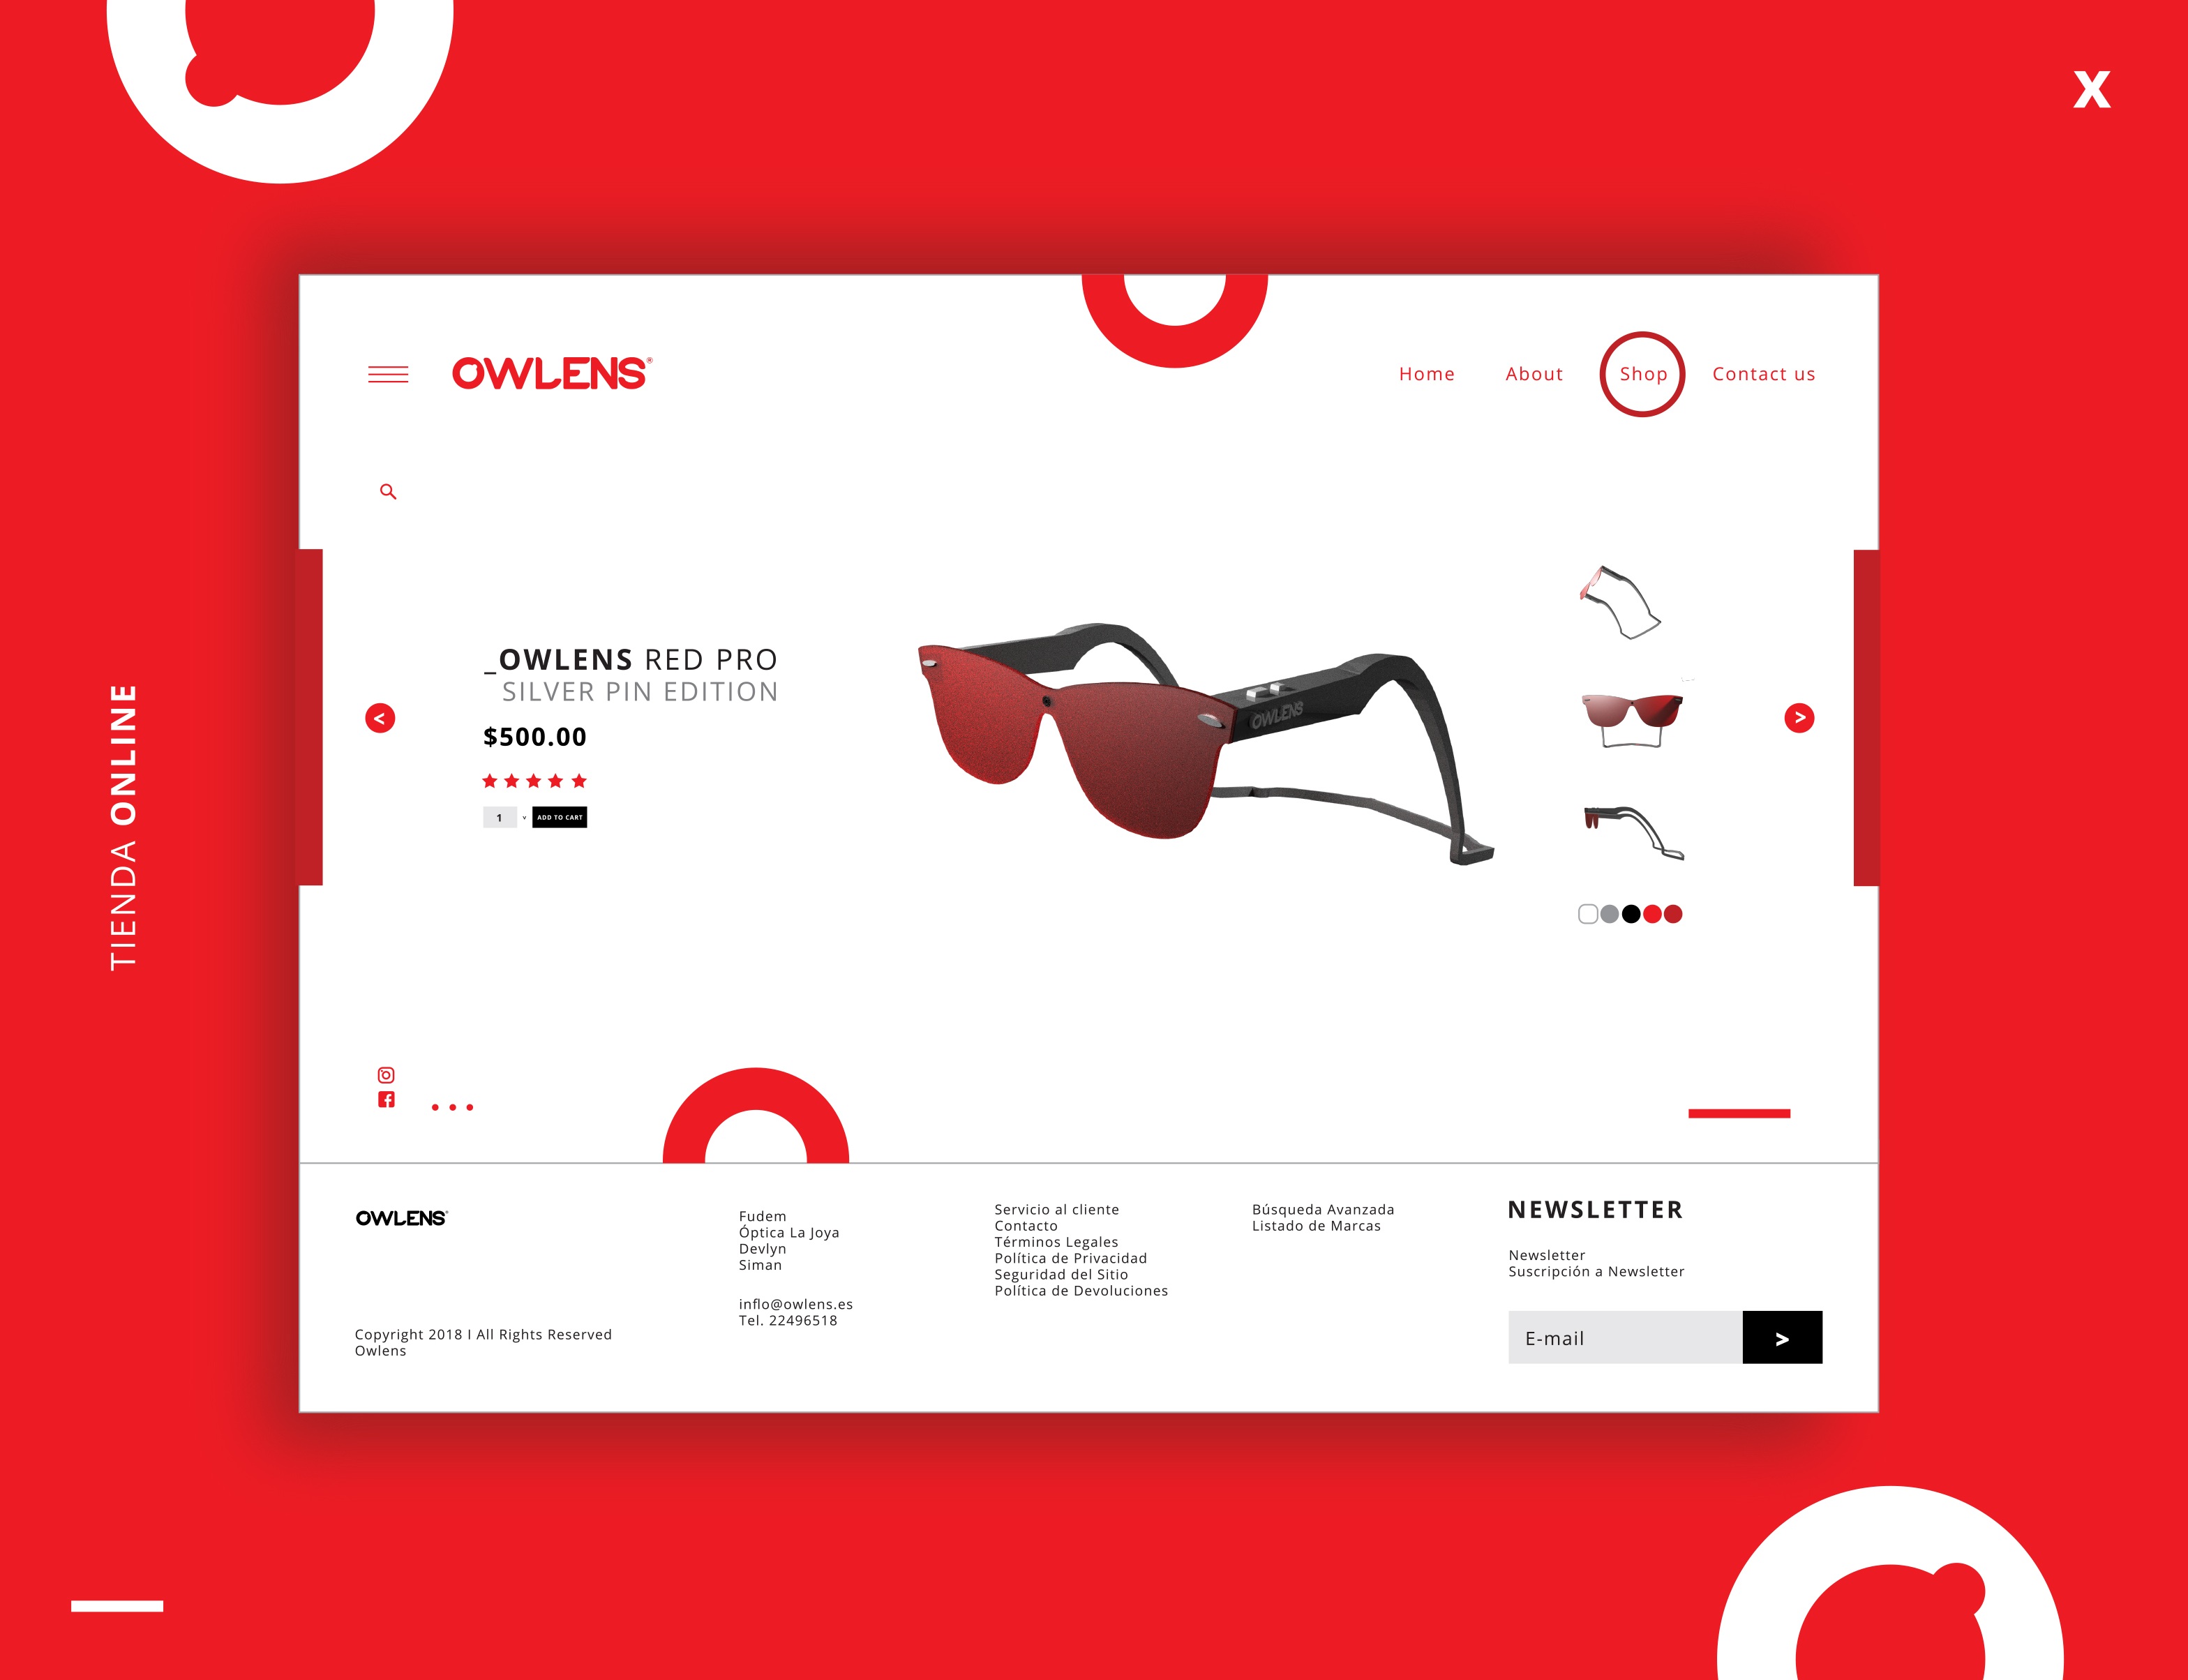 X
TIENDA ONLINE
OWLENS®
Home
About
Shop
Contact us
_OWLENS RED PRO
SILVER PIN EDITION
<
$500.00
1
v
ADD TO CART
OWLENS
>
OWLENS
Copyright 2018 I All Rights Reserved
Owlens
Fudem
Óptica La Joya
Devlyn
Siman
inflo@owlens.es
Tel. 22496518
Servicio al cliente
Contacto
Términos Legales
Política de Privacidad
Seguridad del Sitio
Política de Devoluciones
Búsqueda Avanzada
Listado de Marcas
NEWSLETTER
Newsletter
Suscripción a Newsletter
E-mail
>